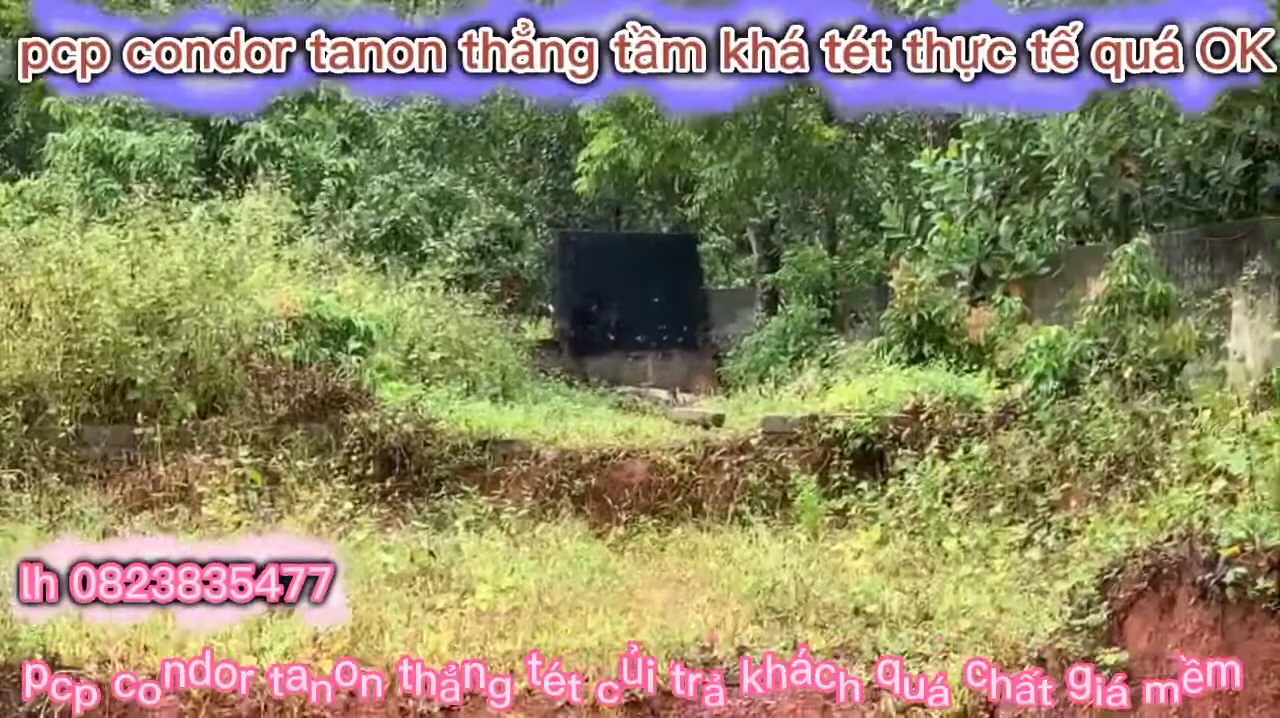 pcp condor tanon thẳng tầm khá tét thực tế quá OK
lh 0823835477
pcp condor tanon thẳng tét củi trả khách quá chất giá mềm